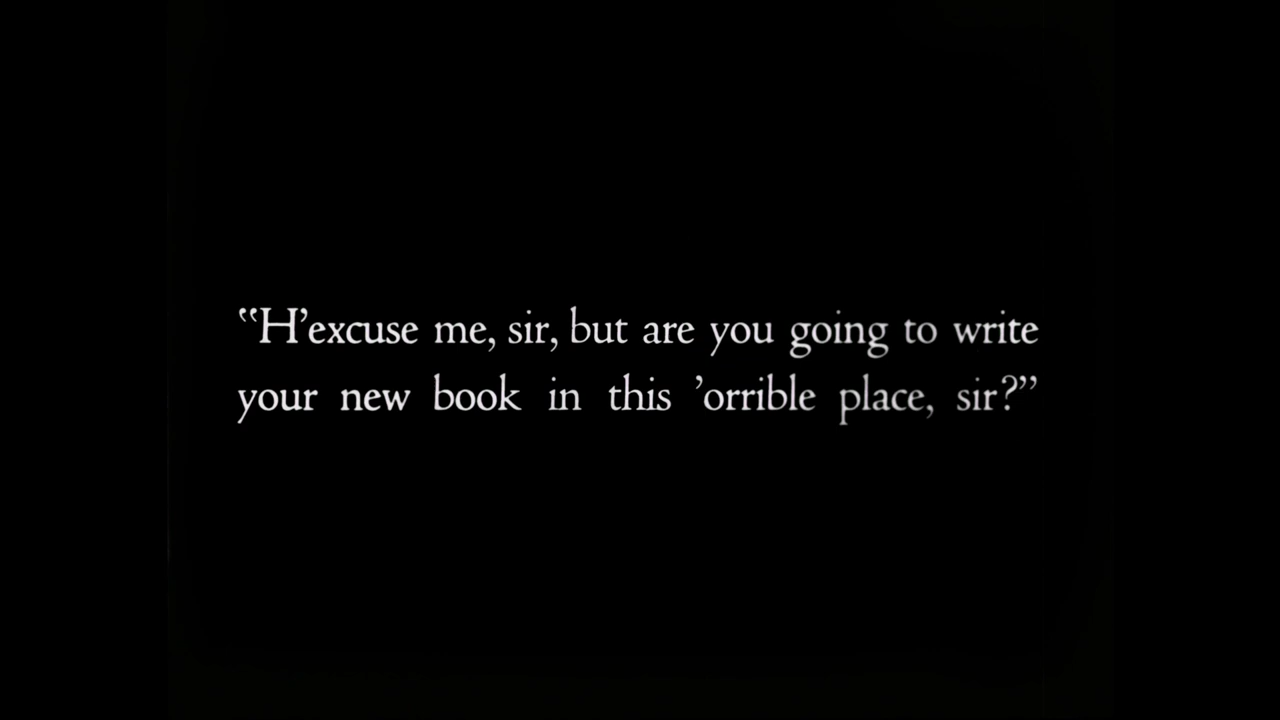 “H’excuse me, sir, but are you going to write
your new book in this ’orrible place, sir?”